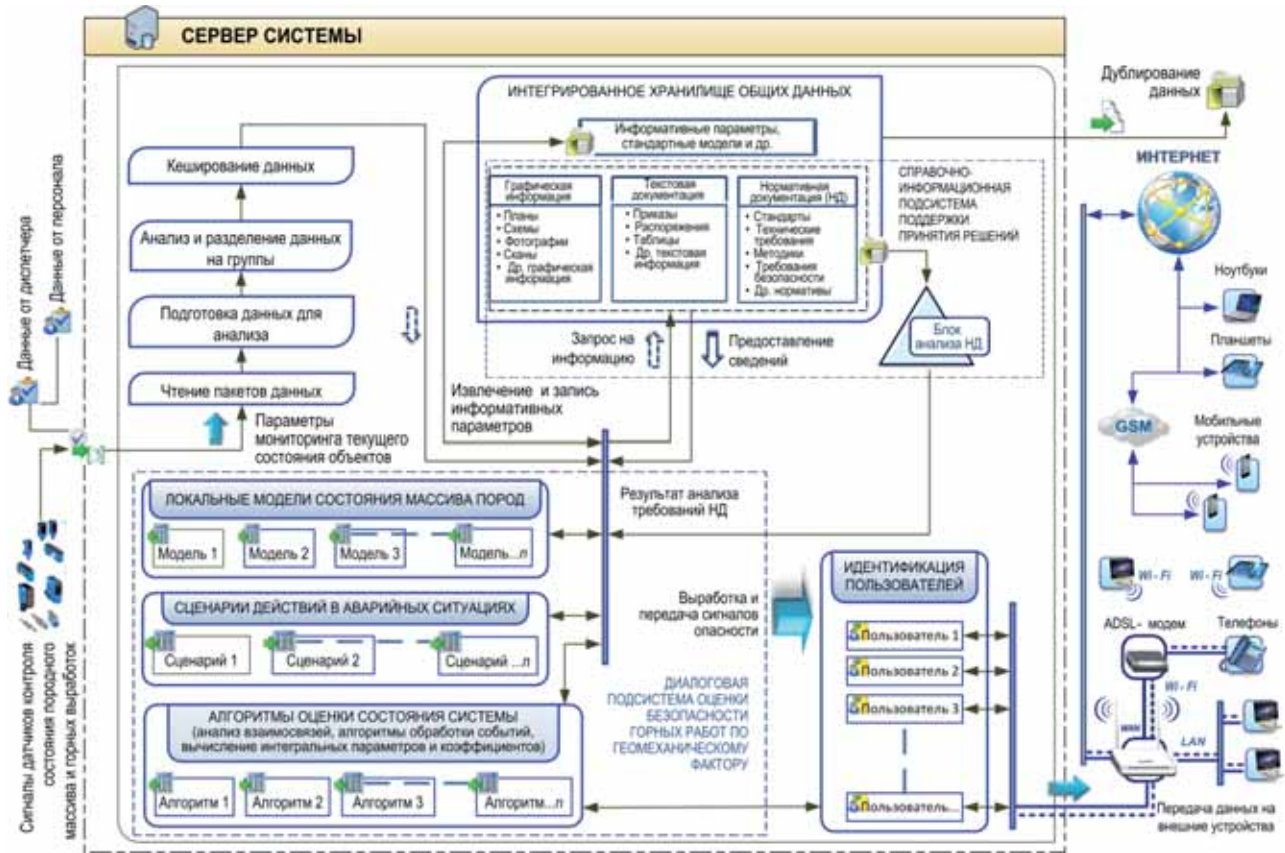 СЕРВЕР СИСТЕМЫ
Дублирование
данных
ИНТЕГРИРОВАННОЕ ХРАНИЛИЩЕ ОБЩИХ ДАННЫХ
Информативные параметры,
стандартные модели и др.
Графическая
информация
• Планы
• Схемы
• Фотографии
• Сканы
• Др. графическая
информация
Текстовая
документация
• Приказы
• Распоряжения
• Таблицы
• Др. текстовая
информация
Нормативная
документация (НД)
• Стандарты
• Технические
требования
• Методики
• Требования
безопасности
• Др. нормативы
СПРАВОЧНО-
ИНФОРМАЦИОННАЯ
ПОДСИСТЕМА
ПОДДЕРЖКИ
ПРИНЯТИЯ РЕШЕНИЙ
Блок
анализа НД
Кеширование данных
Анализ и разделение данных
на группы
Подготовка данных для
анализа
Чтение пакетов данных
Данные от диспетчера
Данные от персонала
Запрос на
информацию
Предоставление
сведений
Извлечение и запись
информативных
параметров
Параметры
мониторинга текущего
состояния объектов
Сигналы датчиков контроля
состояния породного
массива и горных выработок
ЛОКАЛЬНЫЕ МОДЕЛИ СОСТОЯНИЯ МАССИВА ПОРОД
Модель 1
Модель 2
Модель 3
Модель...n
Результат анализа
требований НД
СЦЕНАРИИ ДЕЙСТВИЙ В АВАРИЙНЫХ СИТУАЦИЯХ
Сценарий 1
Сценарий 2
Сценарий ...n
Выработка и
передача сигналов
опасности
АЛГОРИТМЫ ОЦЕНКИ СОСТОЯНИЯ СИСТЕМЫ
(анализ взаимосвязей, алгоритмы обработки событий,
вычисление интегральных параметров и коэффициентов)
Алгоритм 1
Алгоритм 2
Алгоритм 3
Алгоритм...n
ДИАЛОГОВАЯ
ПОДСИСТЕМА ОЦЕНКИ
БЕЗОПАСНОСТИ
ГОРНЫХ РАБОТ ПО
ГЕОМЕХАНИЧЕСКОМУ
ФАКТОРУ
ИДЕНТИФИКАЦИЯ
ПОЛЬЗОВАТЕЛЕЙ
Пользователь 1
Пользователь 2
Пользователь 3
Пользователь...
ИНТЕРНЕТ
Ноутбуки
Планшеты
GSM
Мобильные
устройства
Wi - Fi
Wi - Fi
ADSL- модем
Телефоны
Wi - Fi
WAN
LAN
Передача данных на
внешние устройства